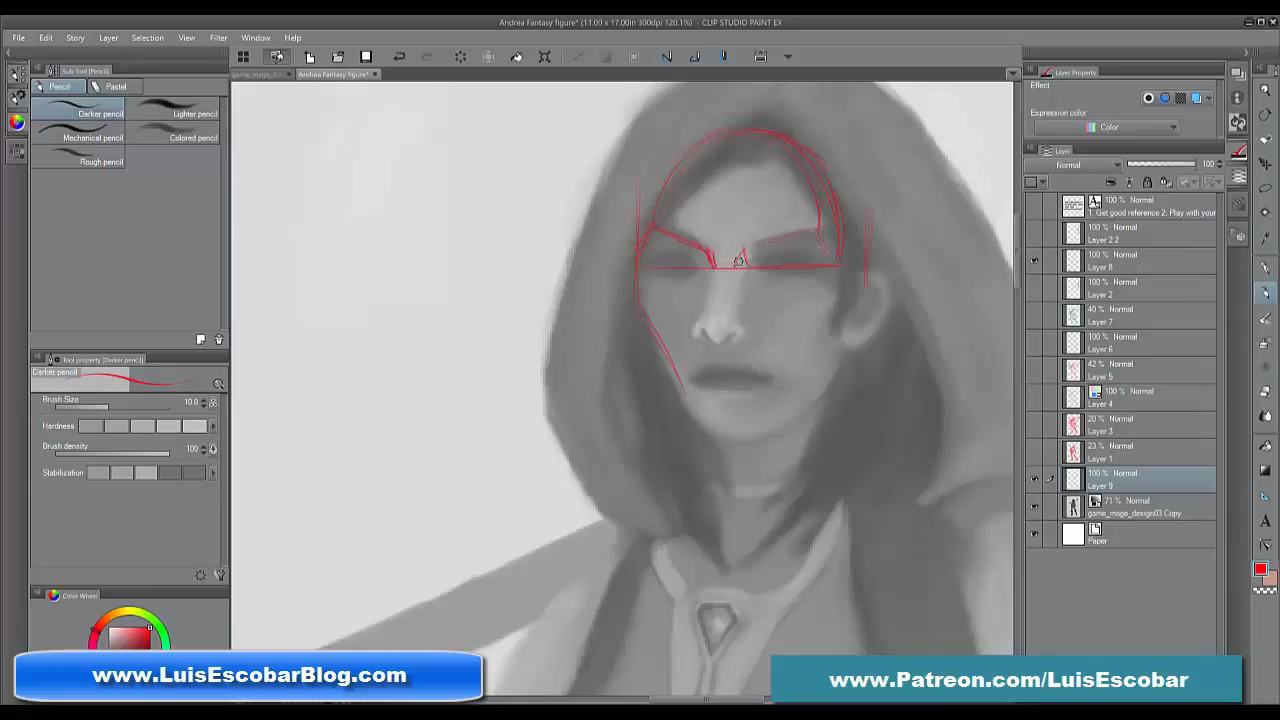 Andrea Fantasy figure* (11.00 x 17.00in 300dpi 120.1%) - CLIP STUDIO PAINT EX
File Edit Story Layer Selection View Filter Window Help
Sub Tool [Pencil]
Andrea Fantasy figure*
Pencil Pastel
Darker pencil Lighter pencil
Mechanical pencil Colored pencil
Rough pencil
Tool property [Darker pencil]
Darker pencil
Brush Size 10.0
Hardness
Brush density 100
Stabilization
Color Wheel
Layer Property
Effect
Expression color
Color
Layer
Normal 100
100 % Normal
1. Get good reference 2. Play with your
100 % Normal
Layer 2 2
100 % Normal
Layer 8
100 % Normal
Layer 2
40 % Normal
Layer 7
100 % Normal
Layer 6
42 % Normal
Layer 5
100 % Normal
Layer 4
20 % Normal
Layer 3
23 % Normal
Layer 1
100 % Normal
Layer 9
71 % Normal
game_mage_design03 Copy
Paper
www.LuisEscobarBlog.com
www.Patreon.com/LuisEscobar